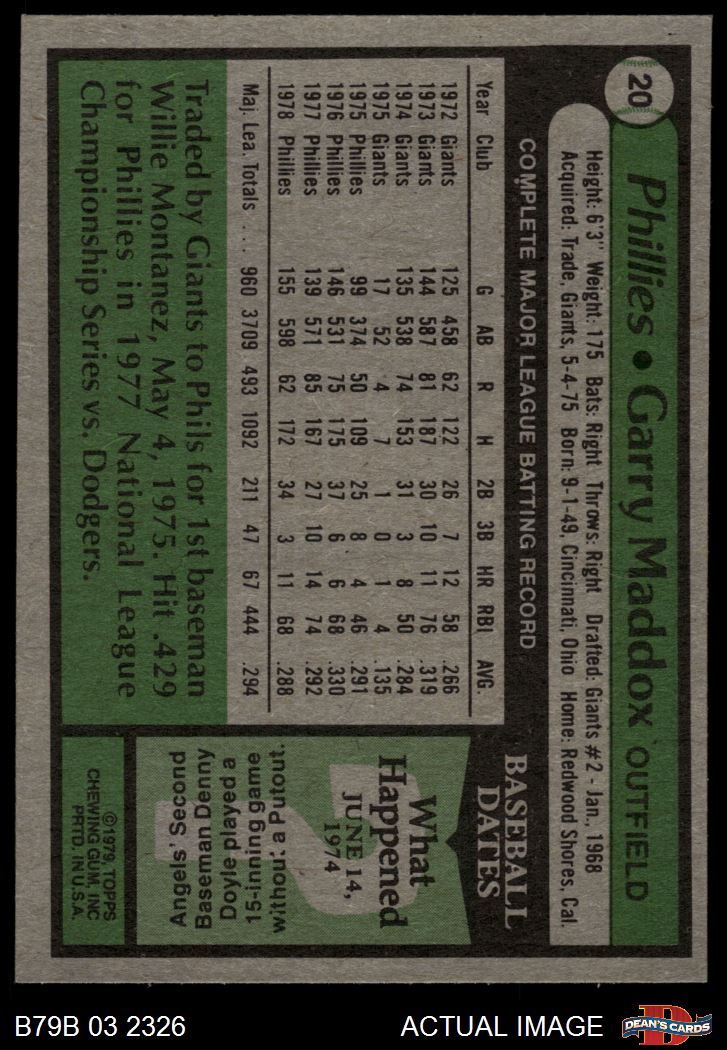 20
Phillies • Garry Maddox OUTFIELD
Height: 6'3" Weight: 175 Bats: Right Throws: Right Drafted: Giants #2 - Jan., 1968
Acquired: Trade, Giants, 5-4-75 Born: 9-1-49, Cincinnati, Ohio Home: Redwood Shores, Cal.
COMPLETE MAJOR LEAGUE BATTING RECORD
Year Club G AB R H 2B 3B HR RBI AVG.
1972 Giants 125 458 62 122 26 7 12 58 .266
1973 Giants 144 587 81 187 30 10 11 76 .319
1974 Giants 135 538 74 153 31 3 8 50 .284
1975 Giants 17 52 4 7 1 0 1 4 .135
1975 Phillies 99 374 50 109 25 8 4 46 .291
1976 Phillies 146 531 75 175 37 6 6 68 .330
1977 Phillies 139 571 85 167 27 10 14 74 .292
1978 Phillies 155 598 62 172 34 3 11 68 .288
Maj. Lea. Totals . . . 960 3709 493 1092 211 47 67 444 .294
Traded by Giants to Phils for 1st baseman
Willie Montanez, May 4, 1975. Hit .429
for Phillies in 1977 National League
Championship Series vs. Dodgers.
BASEBALL
DATES
What
Happened
JUNE 14,
1974
?
Angels' Second
Baseman Denny
Doyle played a
15-inning game
without a Putout.
©1979, TOPPS
CHEWING GUM, INC
PRTD. IN U.S.A.
B79B 03 2326
ACTUAL IMAGE
D
DEAN'S CARDS